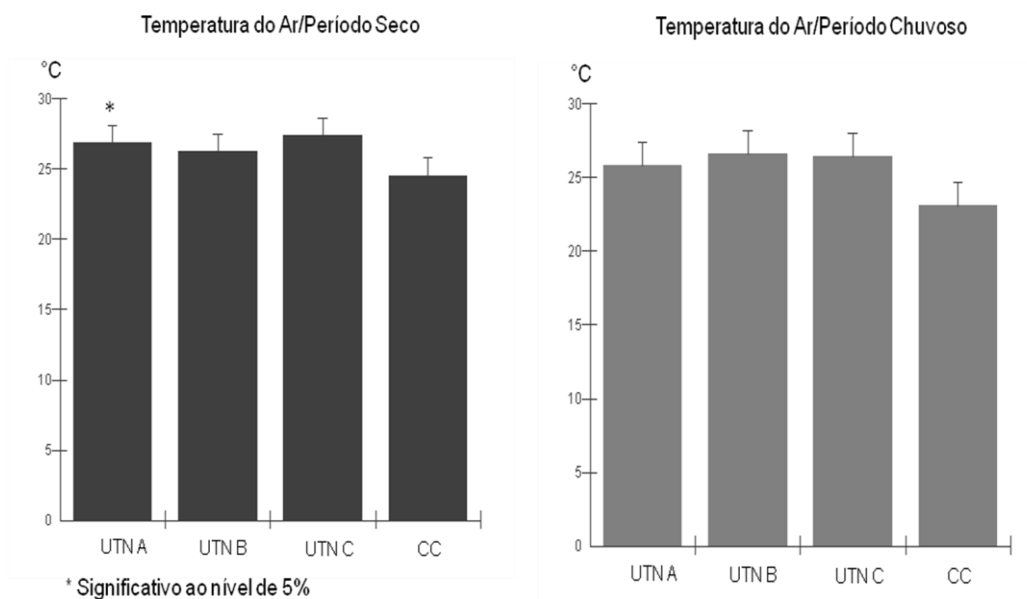 Temperatura do Ar/Período Seco
°C
30
*
25
20
15
10
5
0
UTN A UTN B UTN C CC
* Significativo ao nível de 5%
Temperatura do Ar/Período Chuvoso
°C
30
25
20
15
10
5
0
UTN A UTN B UTN C CC